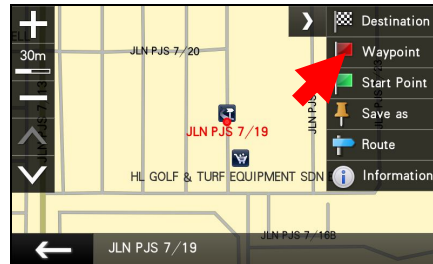 Destination
Waypoint
Start Point
Save as
Route
Information
30m
JLN PJS 7/20
JLN PJS 7/19
HL GOLF & TURF EQUIPMENT SDN
JLN PJS 7/16B
JLN PJS 7/19